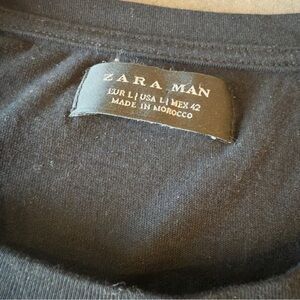 ZARA MAN
EUR L | USA L | MEX 42
MADE IN MOROCCO